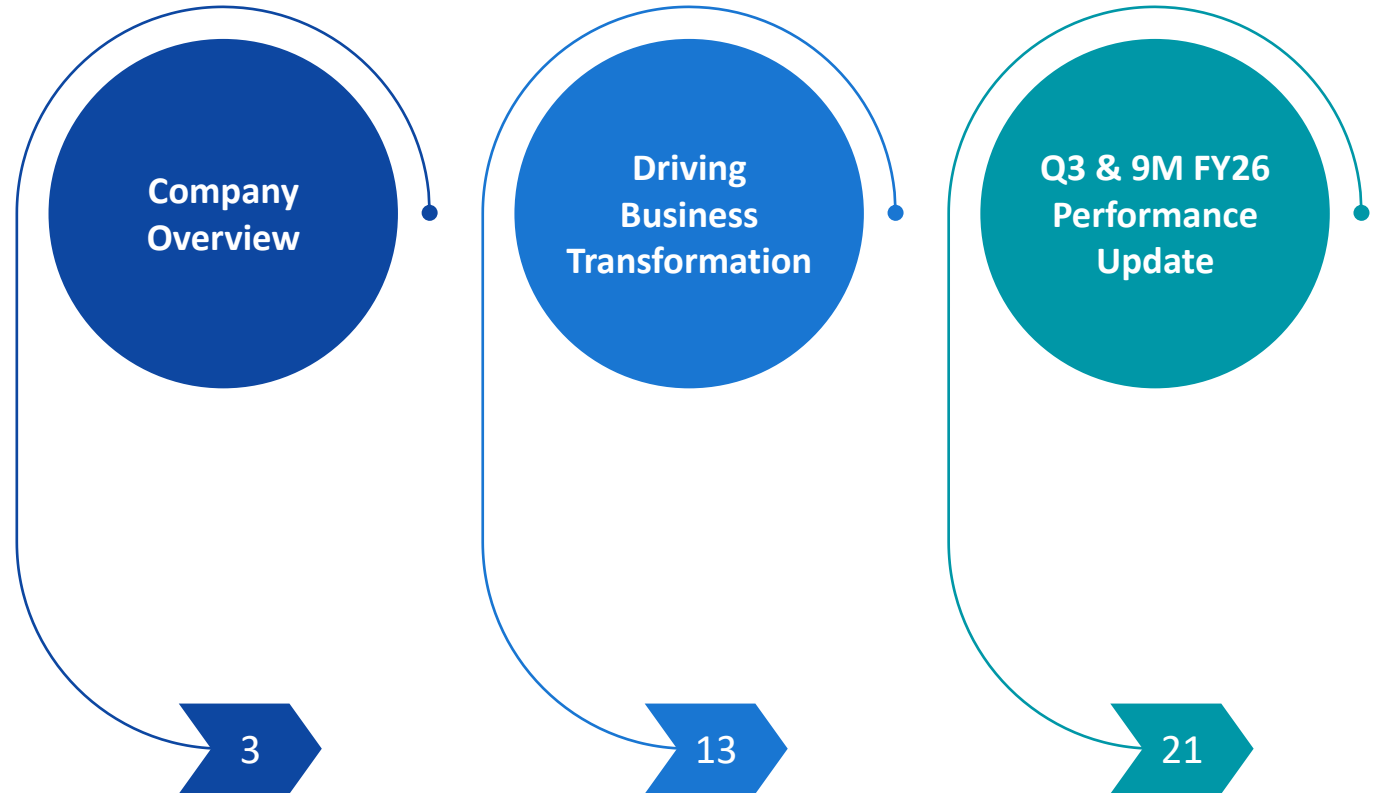 Company
Overview
3
Driving
Business
Transformation
13
Q3 & 9M FY26
Performance
Update
21